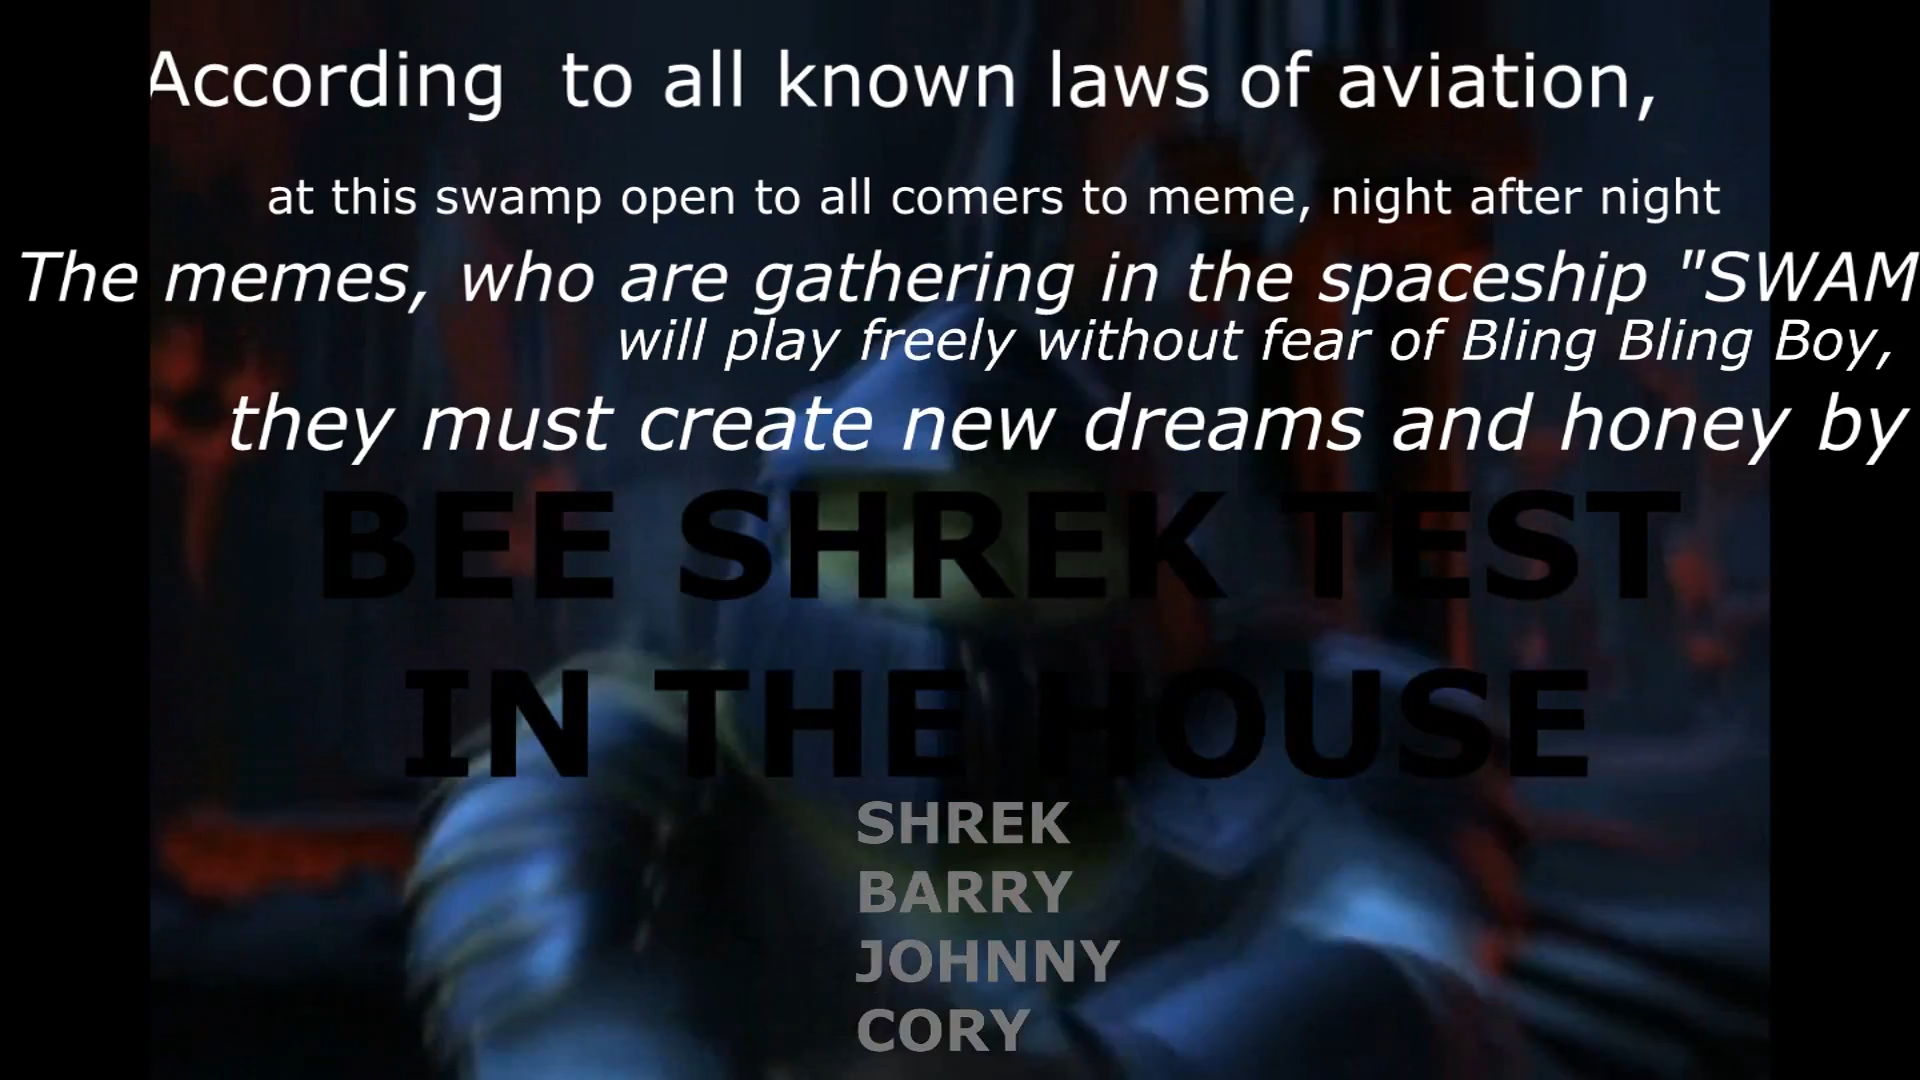 According  to all known laws of aviation,
at this swamp open to all comers to meme, night after night
The memes, who are gathering in the spaceship "SWAM
will play freely without fear of Bling Bling Boy,
they must create new dreams and honey by
BEE SHREK TEST
IN THE HOUSE
SHREK
BARRY
JOHNNY
CORY